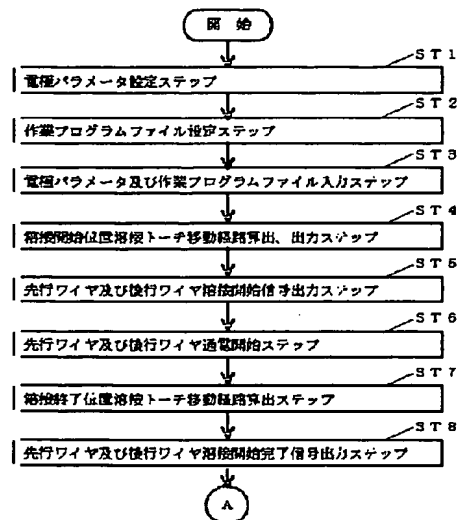 開 始
ST1
電極パラメータ設定ステップ
ST2
作業プログラムファイル設定ステップ
ST3
電極パラメータ及び作業プログラムファイル入力ステップ
ST4
溶接開始位置溶接トーチ移動経路算出、出力ステップ
ST5
先行ワイヤ及び後行ワイヤ溶接開始信号出力ステップ
ST6
先行ワイヤ及び後行ワイヤ通電開始ステップ
ST7
溶接終了位置溶接トーチ移動経路算出ステップ
ST8
先行ワイヤ及び後行ワイヤ溶接開始完了信号出力ステップ
A